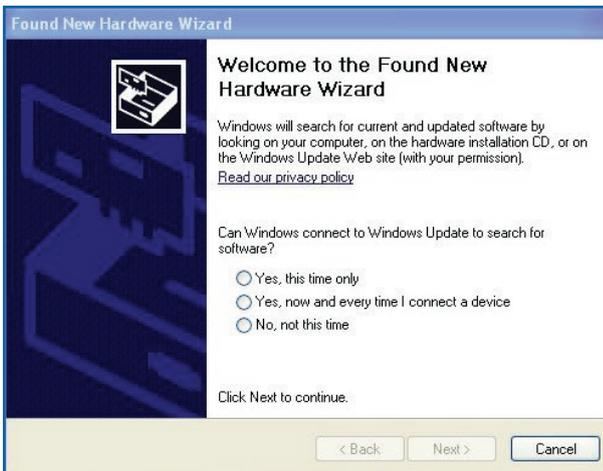 Found New Hardware Wizard
Welcome to the Found New
Hardware Wizard
Windows will search for current and updated software by
looking on your computer, on the hardware installation CD, or on
the Windows Update Web site (with your permission).
Read our privacy policy
Can Windows connect to Windows Update to search for
software?
Yes, this time only
Yes, now and every time I connect a device
No, not this time
Click Next to continue.
< Back Next > Cancel